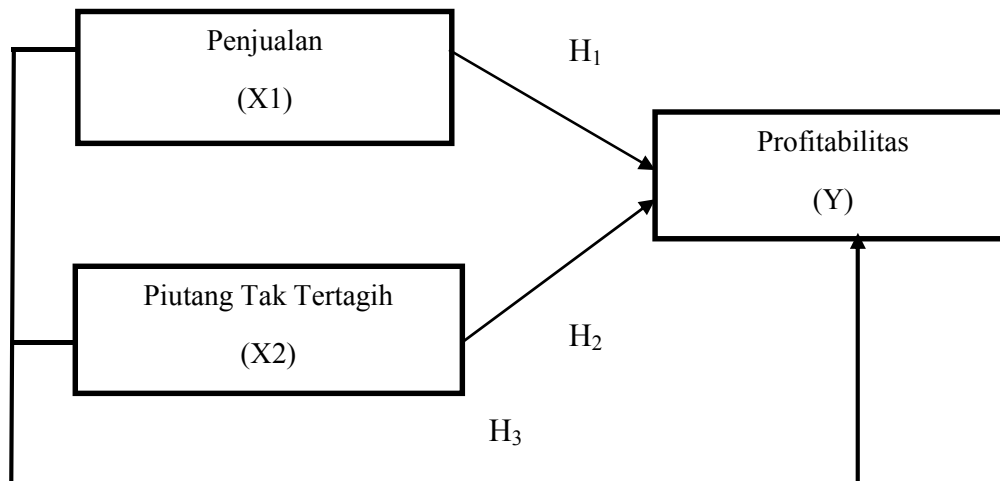 Penjualan
(X1)
H1
Profitabilitas
(Y)
Piutang Tak Tertagih
(X2)
H2
H3